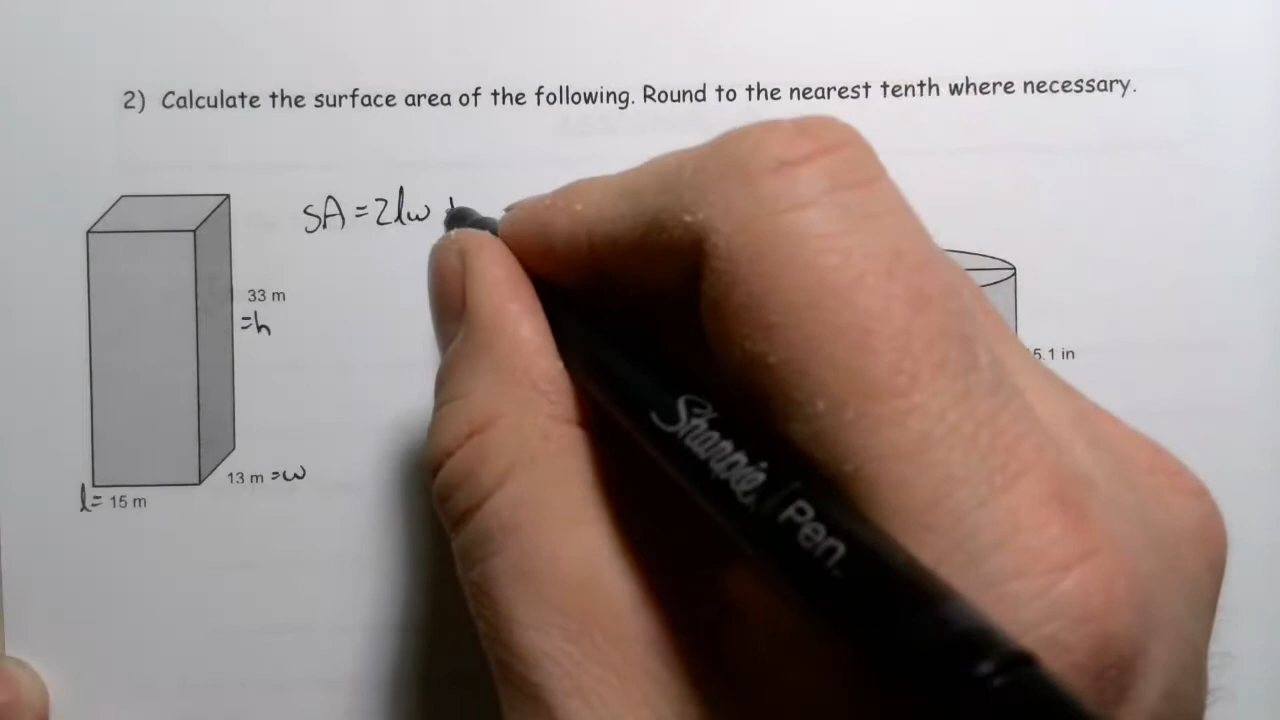 2) Calculate the surface area of the following. Round to the nearest tenth where necessary.
SA = 2lw
33 m
=h
5.1 in
13 m =w
l= 15 m
Sharpie Pen.